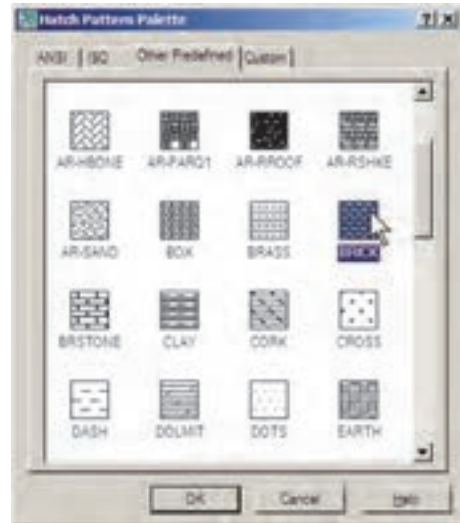 Hatch Pattern Palette
ANSI ISO Other Predefined Custom
AR-HBONE AR-PARQ1 AR-RROOF AR-RSHKE
AR-SAND BOX BRASS BRICK
BRSTONE CLAY CORK CROSS
DASH DOLMIT DOTS EARTH
OK Cancel Help